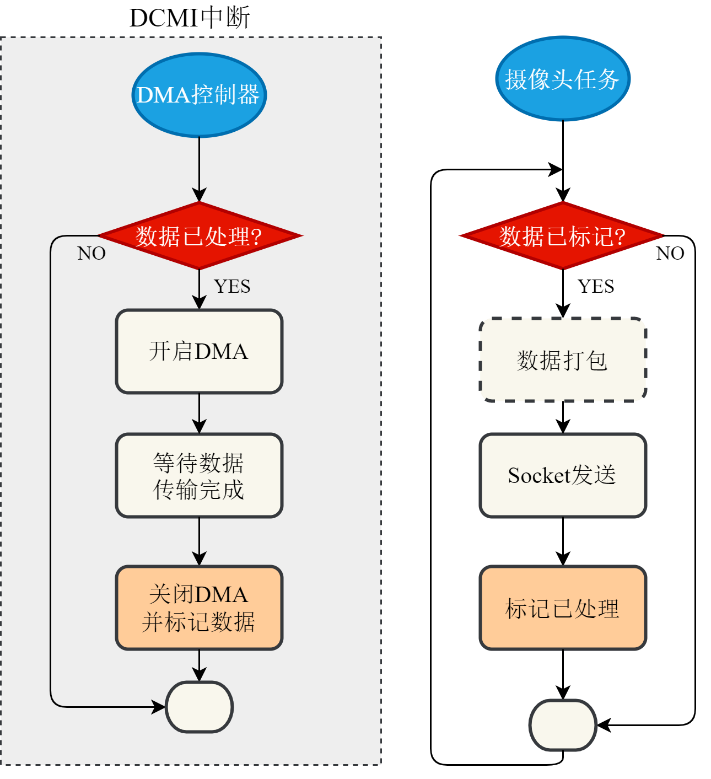 DCMI中断
DMA控制器
数据已处理?
NO
YES
开启DMA
等待数据
传输完成
关闭DMA
并标记数据
摄像头任务
数据已标记?
NO
YES
数据打包
Socket发送
标记已处理